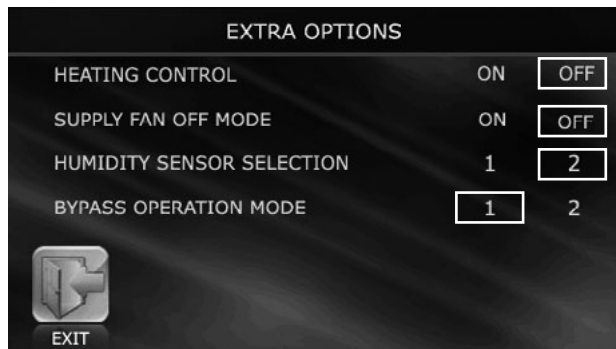 EXTRA OPTIONS
HEATING CONTROL ON OFF
SUPPLY FAN OFF MODE ON OFF
HUMIDITY SENSOR SELECTION 1 2
BYPASS OPERATION MODE 1 2
EXIT